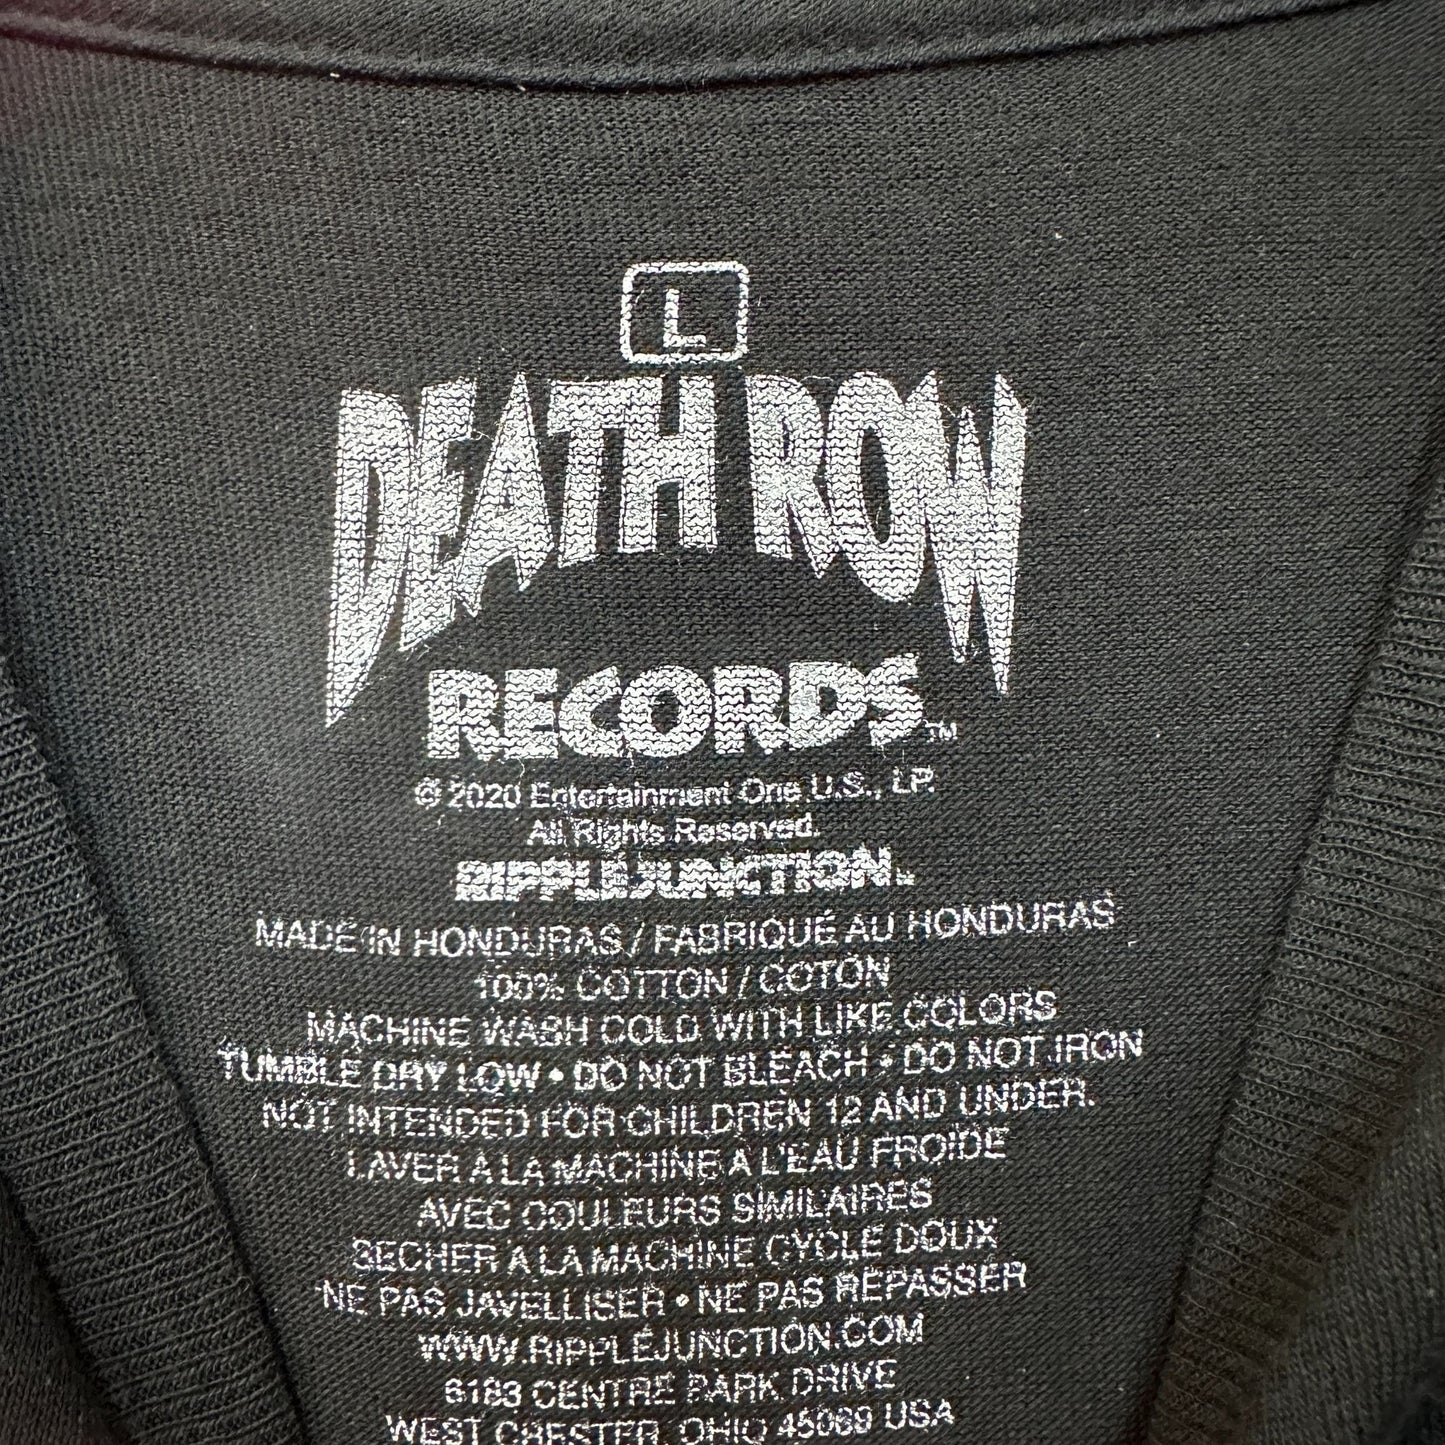 L
DEATH ROW
RECORDS™
© 2020 Entertainment One U.S., LP.
All Rights Reserved.
RIPPLEJUNCTION™
MADE IN HONDURAS / FABRIQUÉ AU HONDURAS
100% COTTON / COTON
MACHINE WASH COLD WITH LIKE COLORS
TUMBLE DRY LOW • DO NOT BLEACH • DO NOT IRON
NOT INTENDED FOR CHILDREN 12 AND UNDER.
LAVER A LA MACHINE A L'EAU FROIDE
AVEC COULEURS SIMILAIRES
SECHER A LA MACHINE CYCLE DOUX
NE PAS JAVELLISER • NE PAS REPASSER
WWW.RIPPLEJUNCTION.COM
6183 CENTRE PARK DRIVE
WEST CHESTER, OHIO 45069 USA